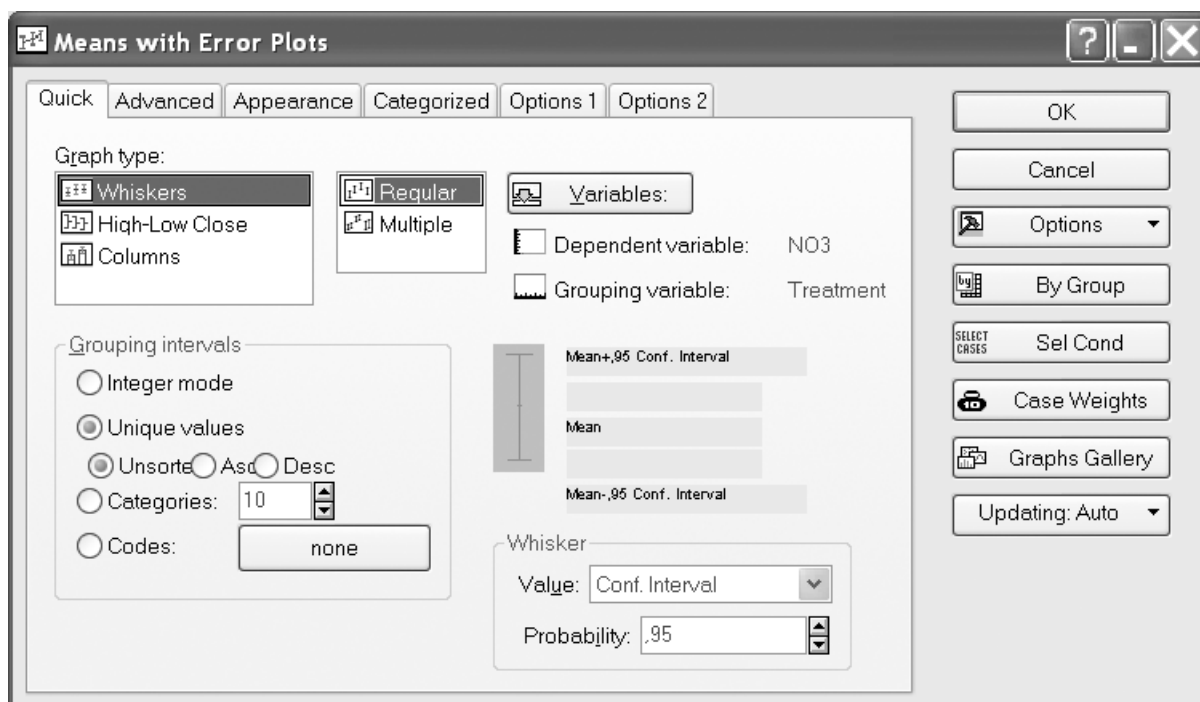 Means with Error Plots
Quick Advanced Appearance Categorized Options 1 Options 2
Graph type:
Whiskers
High-Low Close
Columns
Regular
Multiple
Variables:
Dependent variable: NO3
Grouping variable: Treatment
Grouping intervals
Integer mode
Unique values
Unsorte Asc Desc
Categories: 10
Codes: none
Mean+,95 Conf. Interval
Mean
Mean-,95 Conf. Interval
Whisker
Value: Conf. Interval
Probability: ,95
OK
Cancel
Options
By Group
SELECT CASES Sel Cond
Case Weights
Graphs Gallery
Updating: Auto